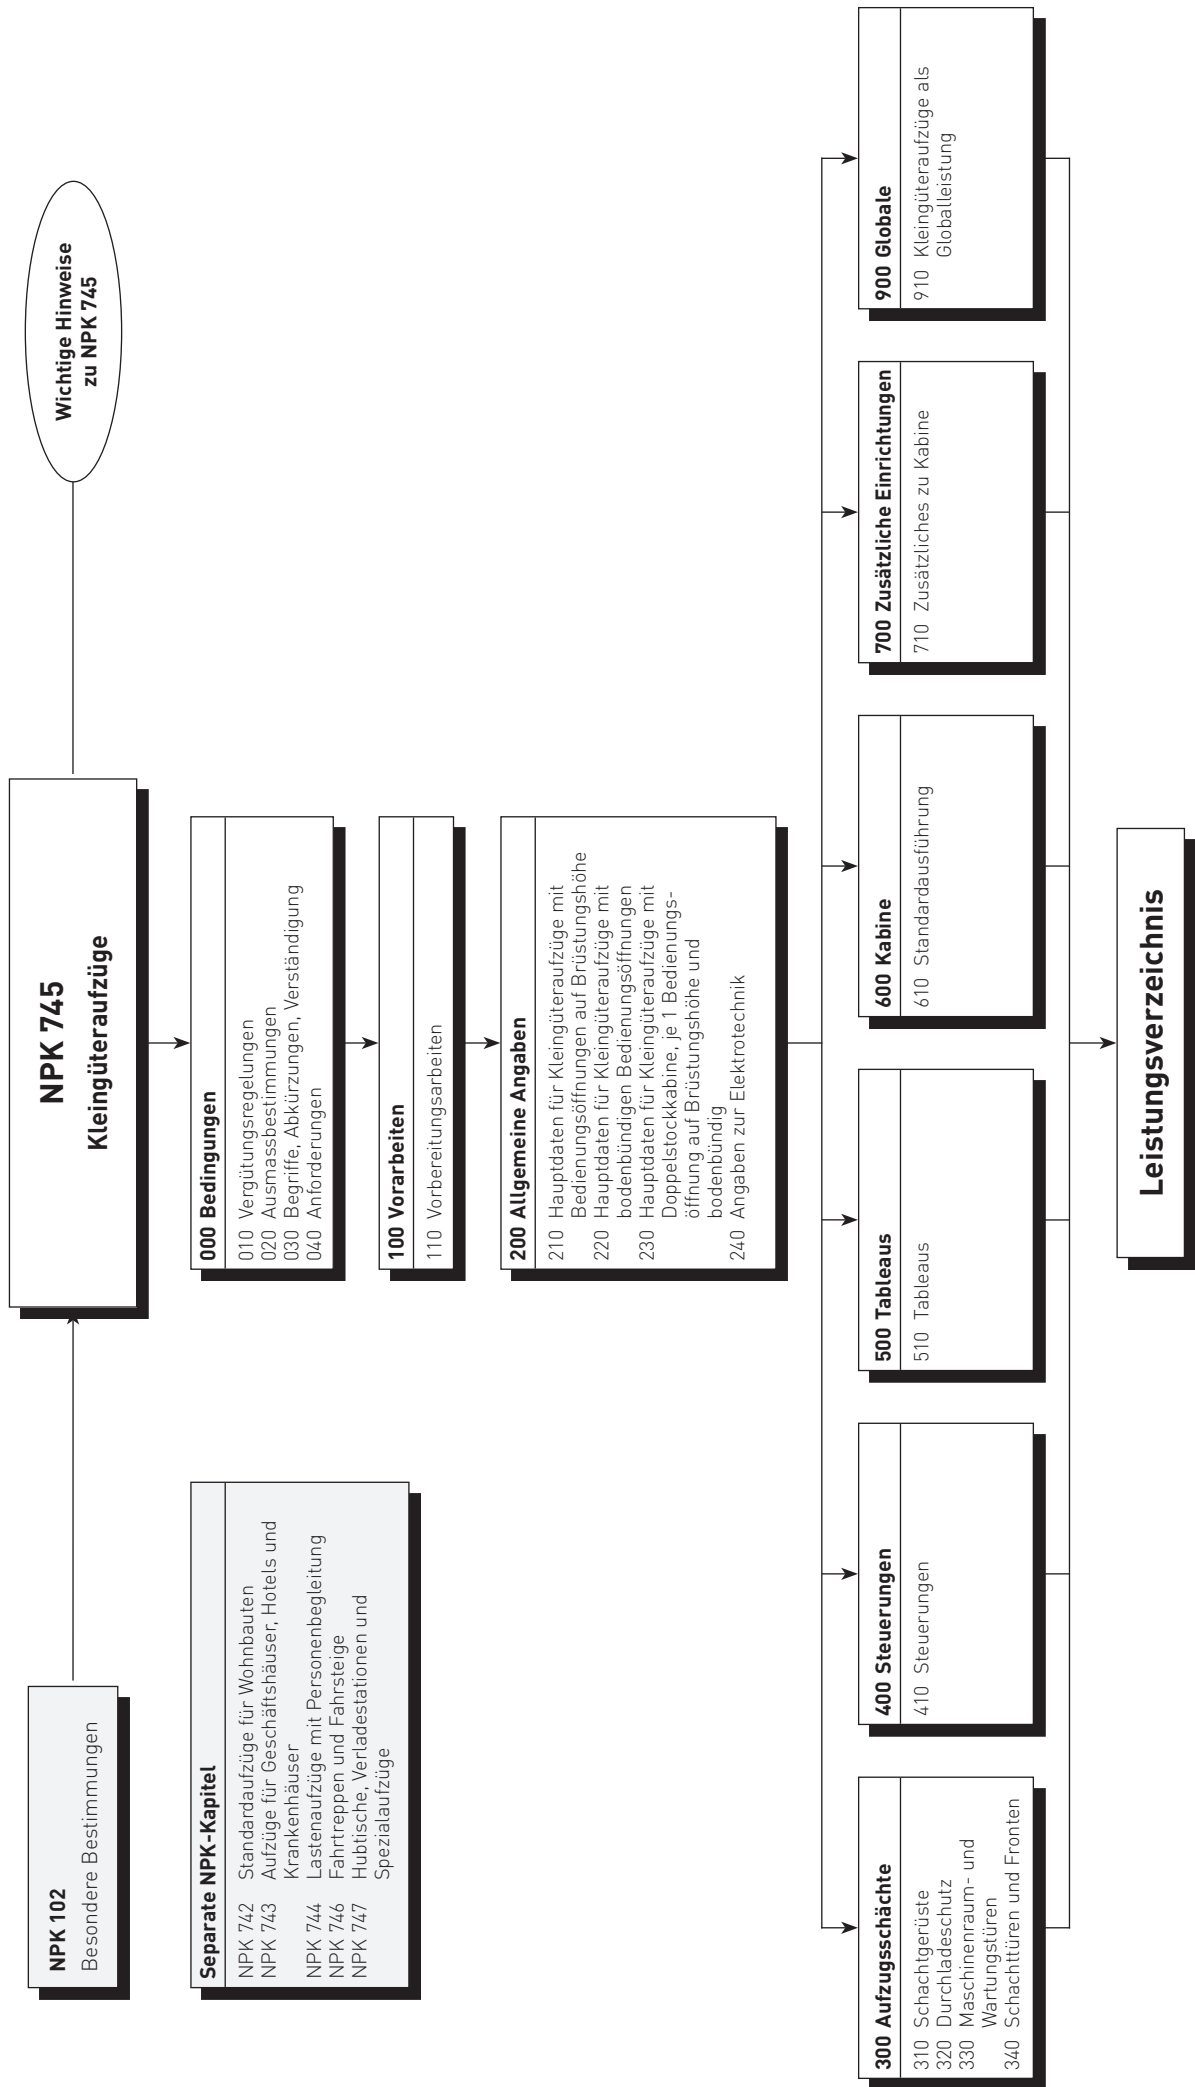 NPK 102
Besondere Bestimmungen
NPK 745
Kleingüteraufzüge
Wichtige Hinweise
zu NPK 745
Separate NPK-Kapitel
NPK 742 Standardaufzüge für Wohnbauten
NPK 743 Aufzüge für Geschäftshäuser, Hotels und
Krankenhäuser
NPK 744 Lastenaufzüge mit Personenbegleitung
NPK 746 Fahrtreppen und Fahrsteige
NPK 747 Hubtische, Verladestationen und
Spezialaufzüge
000 Bedingungen
010 Vergütungsregelungen
020 Ausmassbestimmungen
030 Begriffe, Abkürzungen, Verständigung
040 Anforderungen
100 Vorarbeiten
110 Vorbereitungsarbeiten
200 Allgemeine Angaben
210 Hauptdaten für Kleingüteraufzüge mit
Bedienungsöffnungen auf Brüstungshöhe
220 Hauptdaten für Kleingüteraufzüge mit
bodenbündigen Bedienungsöffnungen
230 Hauptdaten für Kleingüteraufzüge mit
Doppelstockkabine, je 1 Bedienungs-
öffnung auf Brüstungshöhe und
bodenbündig
240 Angaben zur Elektrotechnik
300 Aufzugsschächte
310 Schachtgerüste
320 Durchladeschutz
330 Maschinenraum- und
Wartungstüren
340 Schachttüren und Fronten
400 Steuerungen
410 Steuerungen
500 Tableaus
510 Tableaus
600 Kabine
610 Standardausführung
700 Zusätzliche Einrichtungen
710 Zusätzliches zu Kabine
900 Globale
910 Kleingüteraufzüge als
Globalleistung
Leistungsverzeichnis